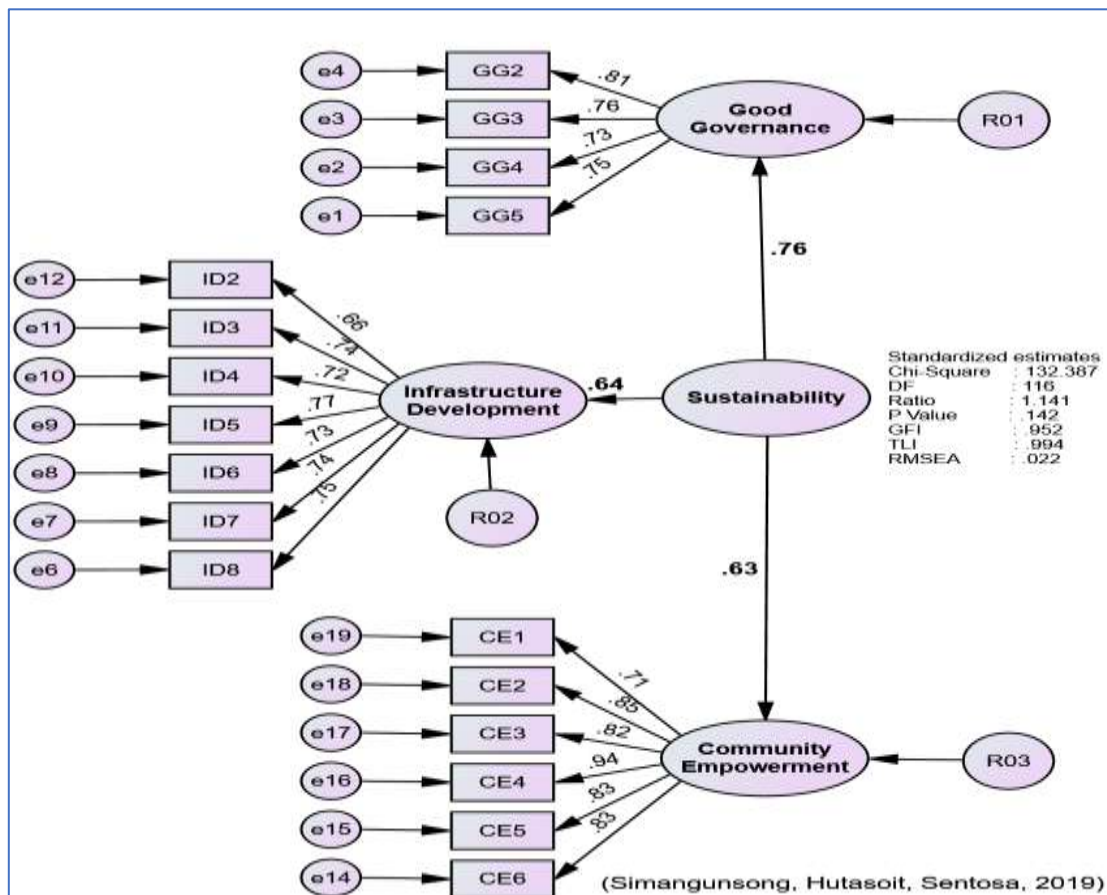 e4
GG2
.81
e3
GG3
.76
e2
GG4
.73
e1
GG5
.75
Good
Governance
R01
.76
e12
ID2
.66
e11
ID3
.74
e10
ID4
.72
e9
ID5
.77
e8
ID6
.73
e7
ID7
.74
e6
ID8
.75
Infrastructure
Development
R02
.64
Sustainability
Standardized estimates
Chi-Square : 132.387
DF : 116
Ratio : 1.141
P Value : .142
GFI : .952
TLI : .994
RMSEA : .022
.63
e19
CE1
.71
e18
CE2
.85
e17
CE3
.82
e16
CE4
.94
e15
CE5
.83
e14
CE6
.83
Community
Empowerment
R03
(Simangunsong, Hutasoit, Sentosa, 2019)